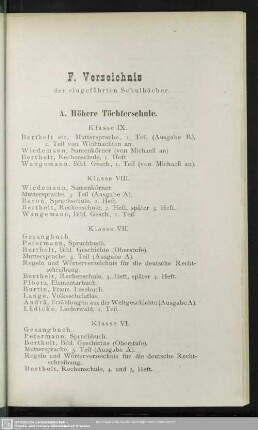 F. Verzeichnis
der eingeführten Schulbücher.
A. Höhere Töchterschule.
Klasse IX.
Berthelt etc. Muttersprache, 1. Teil. (Ausgabe B),
2. Teil von Weihnachten an.
Wiedemann, Samenkörner (von Michaeli an)
Berthelt, Rechenschule, 1. Heft.
Wangemann, Bibl. Gesch., 1. Teil (von Michaeli an).
Klasse VIII.
Wiedemann, Samenkörner.
Muttersprache, 3. Teil (Ausgabe A).
Baron, Sprachschule, 2. Heft.
Berthelt, Rechenschule, 2. Heft, später 3. Heft.
Wangemann, Bibl. Gesch., 1. Teil.
Klasse VII.
Gesangbuch.
Petermann, Spruchbuch.
Berthelt, Bibl. Geschichte (Oberstufe).
Muttersprache, 4. Teil (Ausgabe A).
Regeln und Wörterverzeichnis für die deutsche Recht-
schreibung.
Berthelt, Rechenschule, 3. Heft, später 4. Heft.
Ploetz, Elementarbuch.
Burtin, Franz. Lesebuch.
Lange, Volksschulatlas.
Andrä, Erzählungen aus der Weltgeschichte (Ausgabe A).
Lüdicke, Liederwald, 1. Teil.
Klasse VI.
Gesangbuch.
Petermann, Spruchbuch.
Berthelt, Bibl. Geschichte (Oberstufe).
Muttersprache, 5. Teil (Ausgabe A).
Regeln und Wörterverzeichnis für die deutsche Recht-
schreibung.
Berthelt, Rechenschule, 4. und 5. Heft.